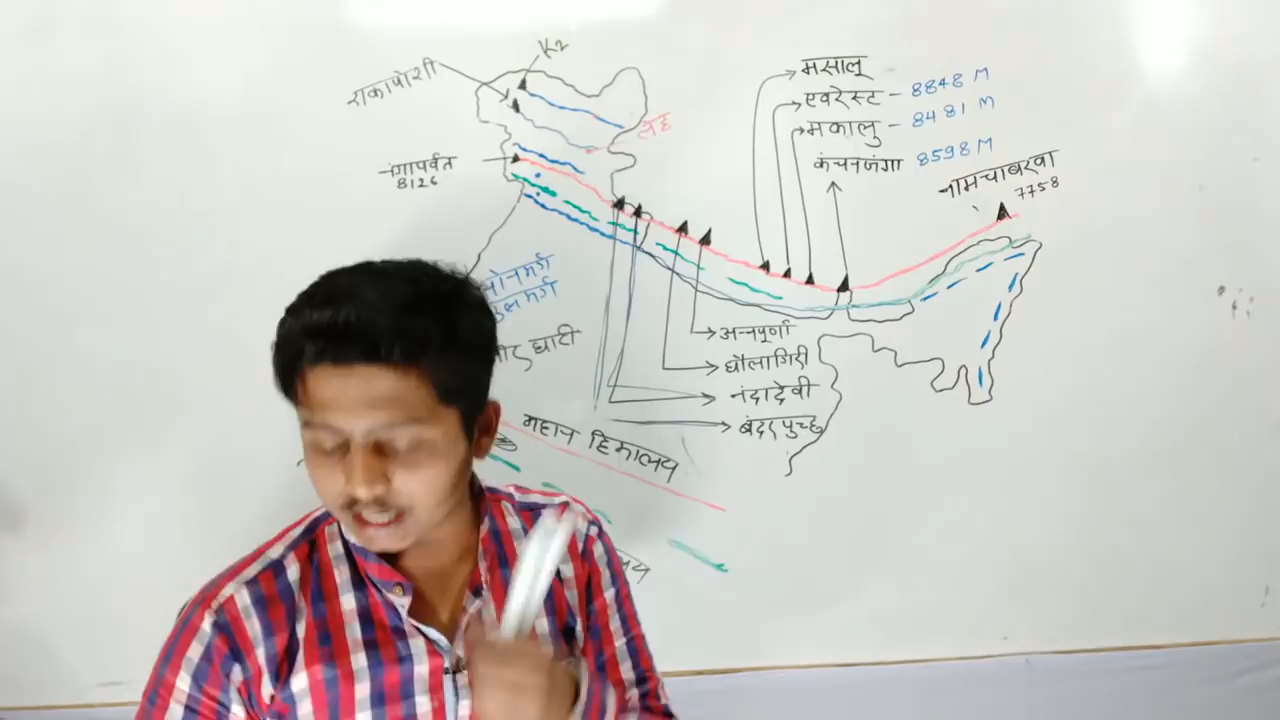 K2
राकापोशी
लेह
नंगापर्वत
8126
मसालू
एवरेस्ट - 8848 M
मकालु - 8481 M
कंचनजंगा 8598 M
नामचाबरवा
7758
अन्नपूर्णा
धौलागिरी
नंदादेवी
बंदरपुच्छ
सोनमर्ग
घाटी
महान हिमालय